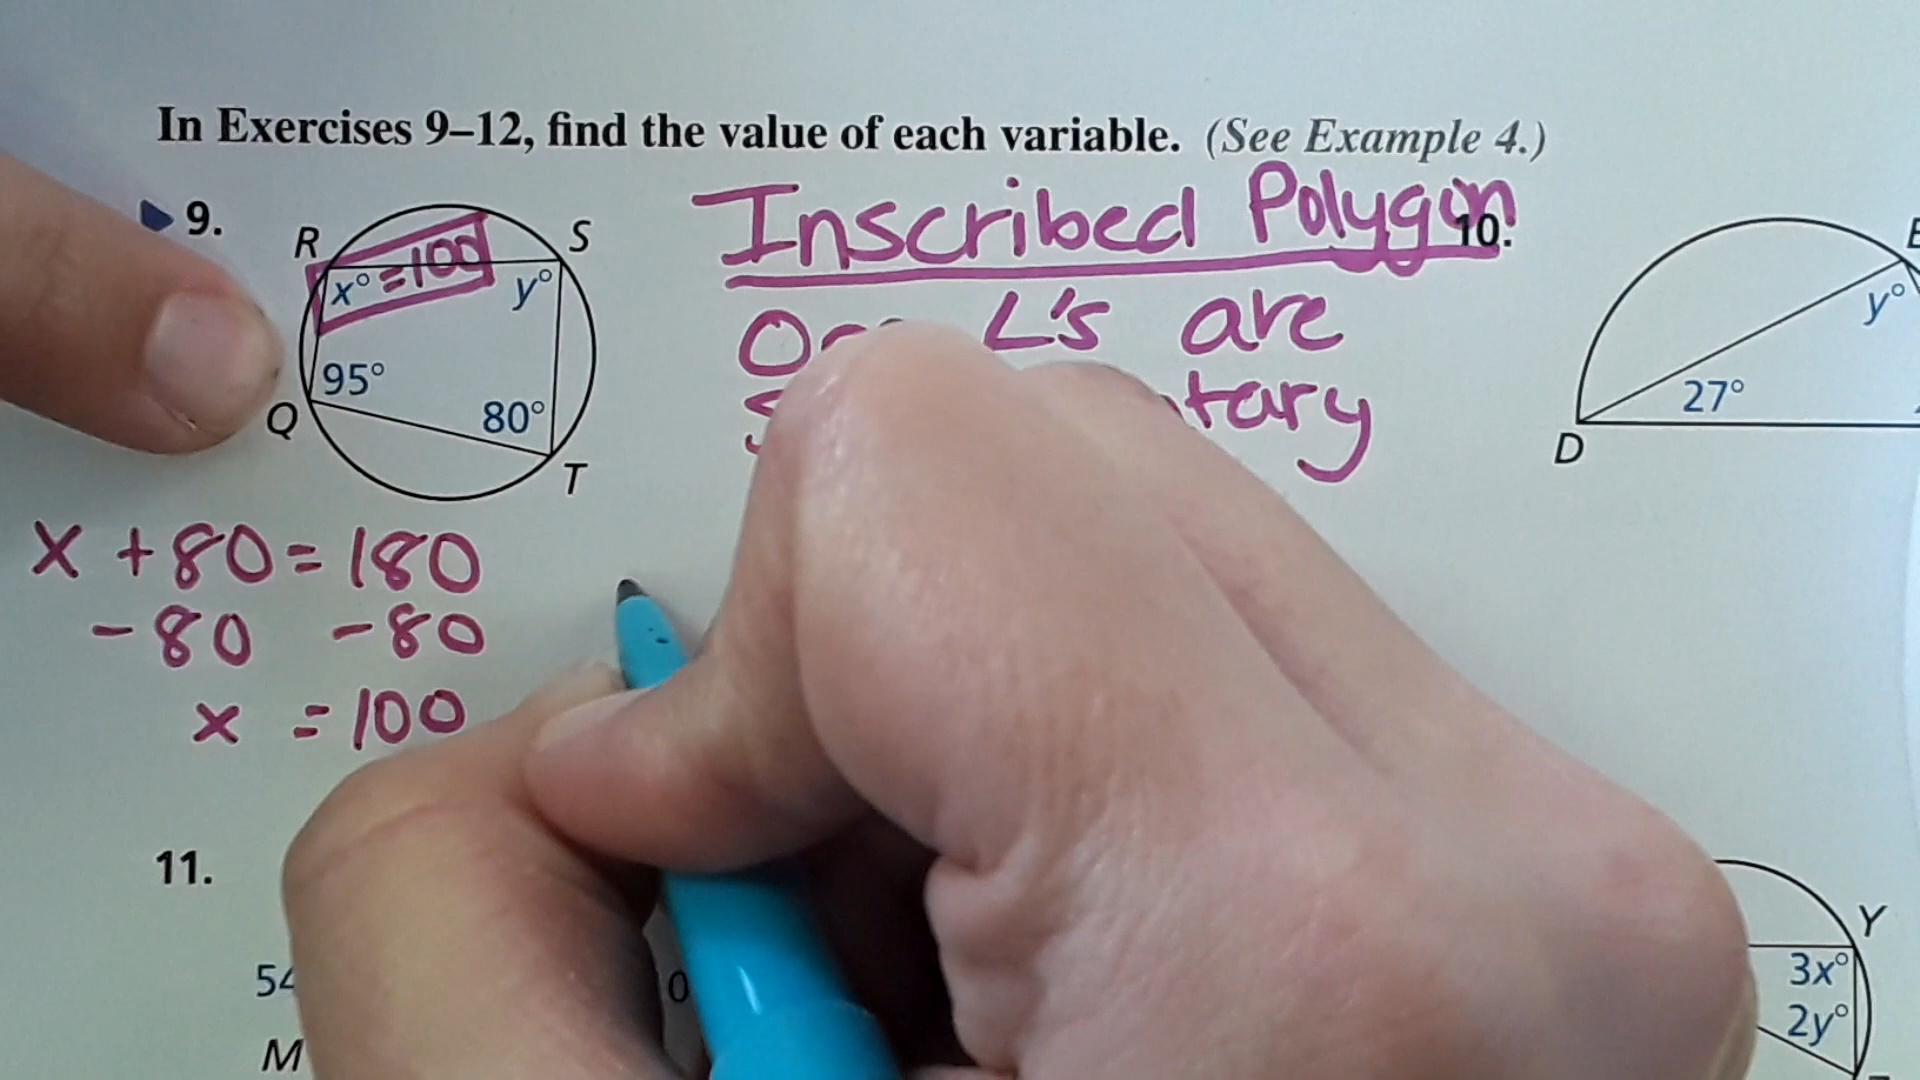 In Exercises 9–12, find the value of each variable. (See Example 4.)
9.
R
S
x° = 100
y°
95°
80°
Q
T
x + 80 = 180
- 80 - 80
x = 100
Inscribed Polygon
L's are
10.
y°
27°
D
11.
M
Y
3x°
2y°